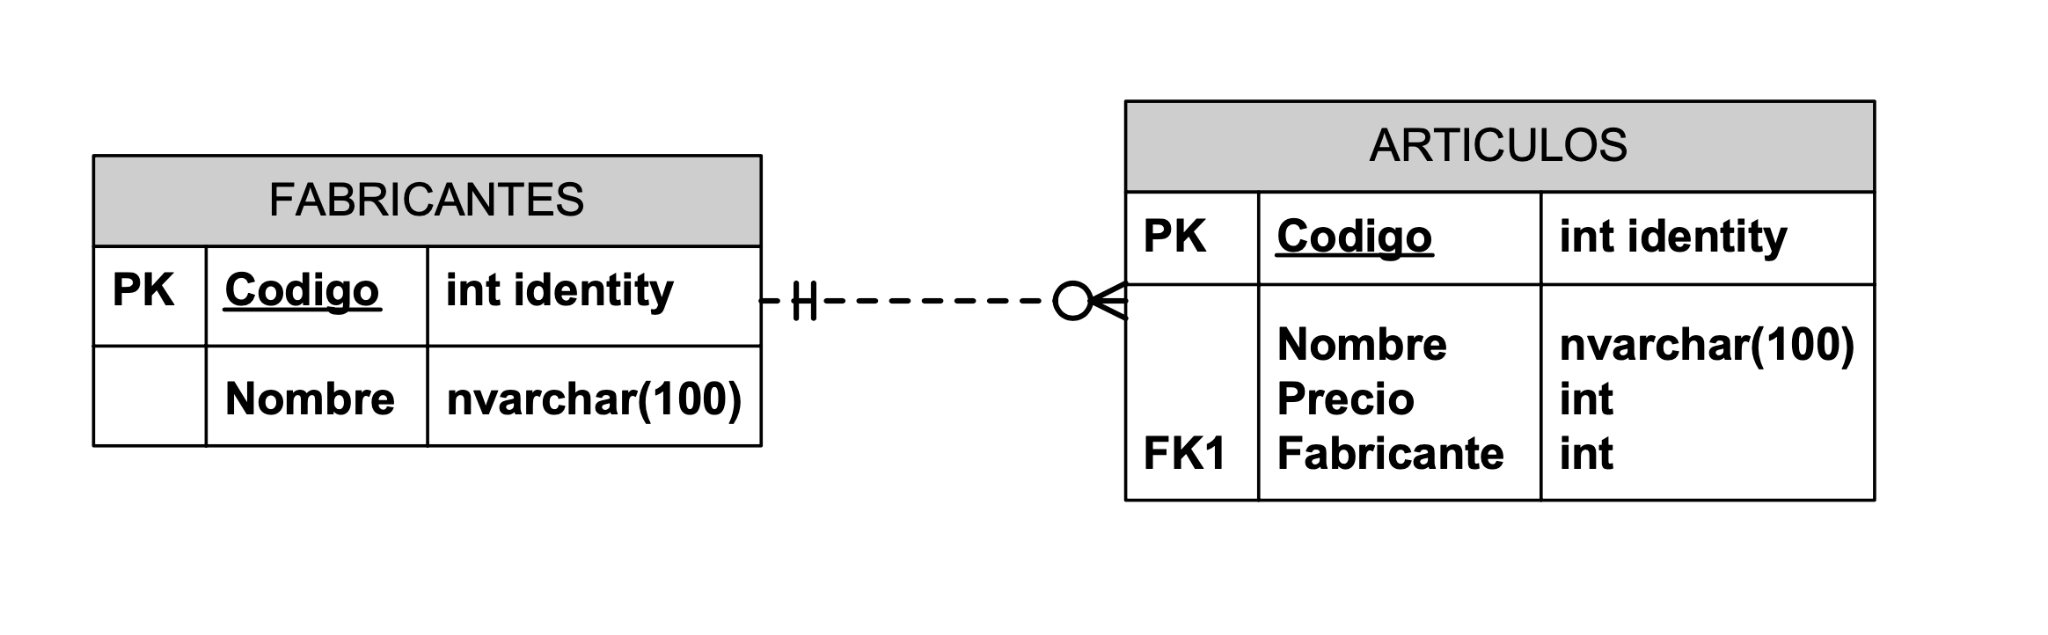 FABRICANTES
PK Codigo int identity
Nombre nvarchar(100)
ARTICULOS
PK Codigo int identity
Nombre nvarchar(100)
Precio int
FK1 Fabricante int